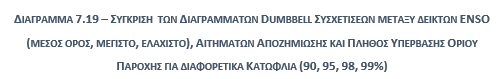 ΔΙΑΓΡΑΜΜΑ 7.19 – ΣΥΓΚΡΙΣΗ ΤΩΝ ΔΙΑΓΡΑΜΜΑΤΩΝ DUMBBELL ΣΥΣΧΕΤΙΣΕΩΝ ΜΕΤΑΞΥ ΔΕΙΚΤΩΝ ENSO
(ΜΕΣΟΣ ΟΡΟΣ, ΜΕΓΙΣΤΟ, ΕΛΑΧΙΣΤΟ), ΑΙΤΗΜΑΤΩΝ ΑΠΟΖΗΜΙΩΣΗΣ ΚΑΙ ΠΛΗΘΟΣ ΥΠΕΡΒΑΣΗΣ ΟΡΙΟΥ
ΠΑΡΟΧΗΣ ΓΙΑ ΔΙΑΦΟΡΕΤΙΚΑ ΚΑΤΩΦΛΙΑ (90, 95, 98, 99%)